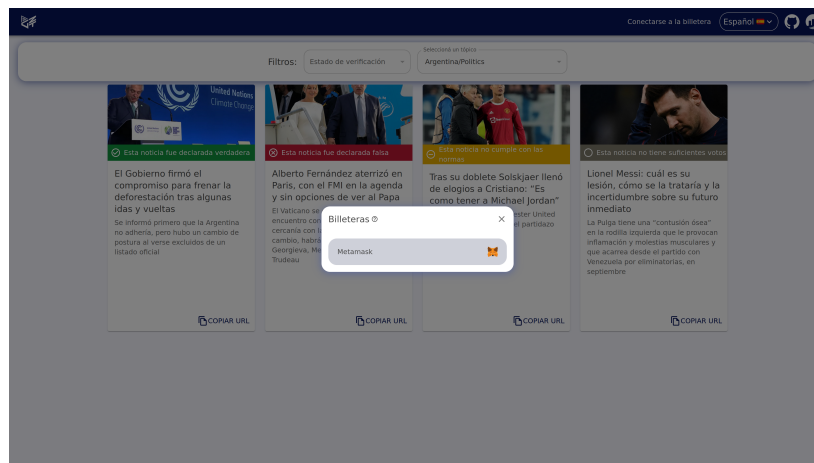 Conectarse a la billetera
Español
Filtros:
Estado de verificación
Seleccioná un tópico
Argentina/Politics
United Nations
Climate Change
Esta noticia fue declarada verdadera
El Gobierno firmó el
compromiso para frenar la
deforestación tras algunas
idas y vueltas
Se informó primero que la Argentina
no adhería, pero hubo un cambio de
postura al verse excluidos de un
listado oficial
COPIAR URL
Esta noticia fue declarada falsa
Alberto Fernández aterrizó en
Paris, con el FMI en la agenda
y sin opciones de ver al Papa
El Vaticano se
encuentro con
cercanía con
cambio, habrá
Georgieva, Me
Trudeau
COPIAR URL
Esta noticia no cumple con las
normas
Tras su doblete Solskjaer llenó
de elogios a Cristiano: "Es
como tener a Michael Jordan"
ester United
el partidazo
COPIAR URL
Esta noticia no tiene suficientes votos
Lionel Messi: cuál es su
lesión, cómo se la trataría y la
incertidumbre sobre su futuro
inmediato
La Pulga tiene una "contusión ósea"
en la rodilla izquierda que le provocan
inflamación y molestias musculares y
que acarrea desde el partido con
Venezuela por eliminatorias, en
septiembre
COPIAR URL
Billeteras
Metamask